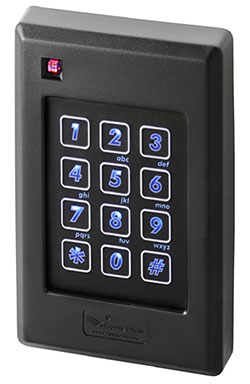 1 2 3
abc def
4 5 6
ghi jkl mno
7 8 9
pqrs tuv wxyz
* 0 #